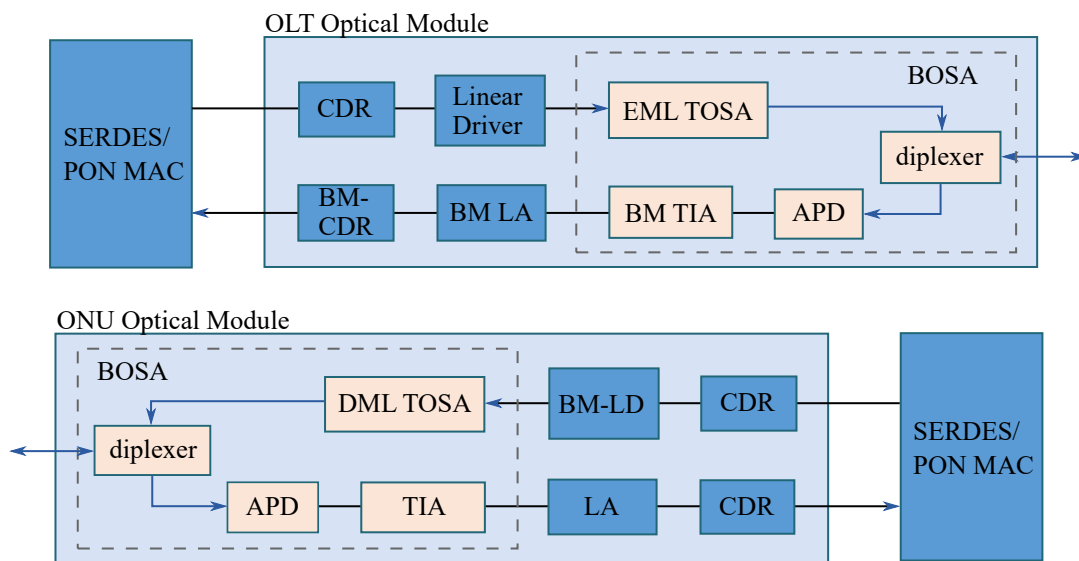 OLT Optical Module
SERDES/
PON MAC
CDR
Linear
Driver
BOSA
EML TOSA
diplexer
BM-
CDR
BM LA
BM TIA
APD
ONU Optical Module
BOSA
DML TOSA
BM-LD
CDR
SERDES/
PON MAC
diplexer
APD
TIA
LA
CDR